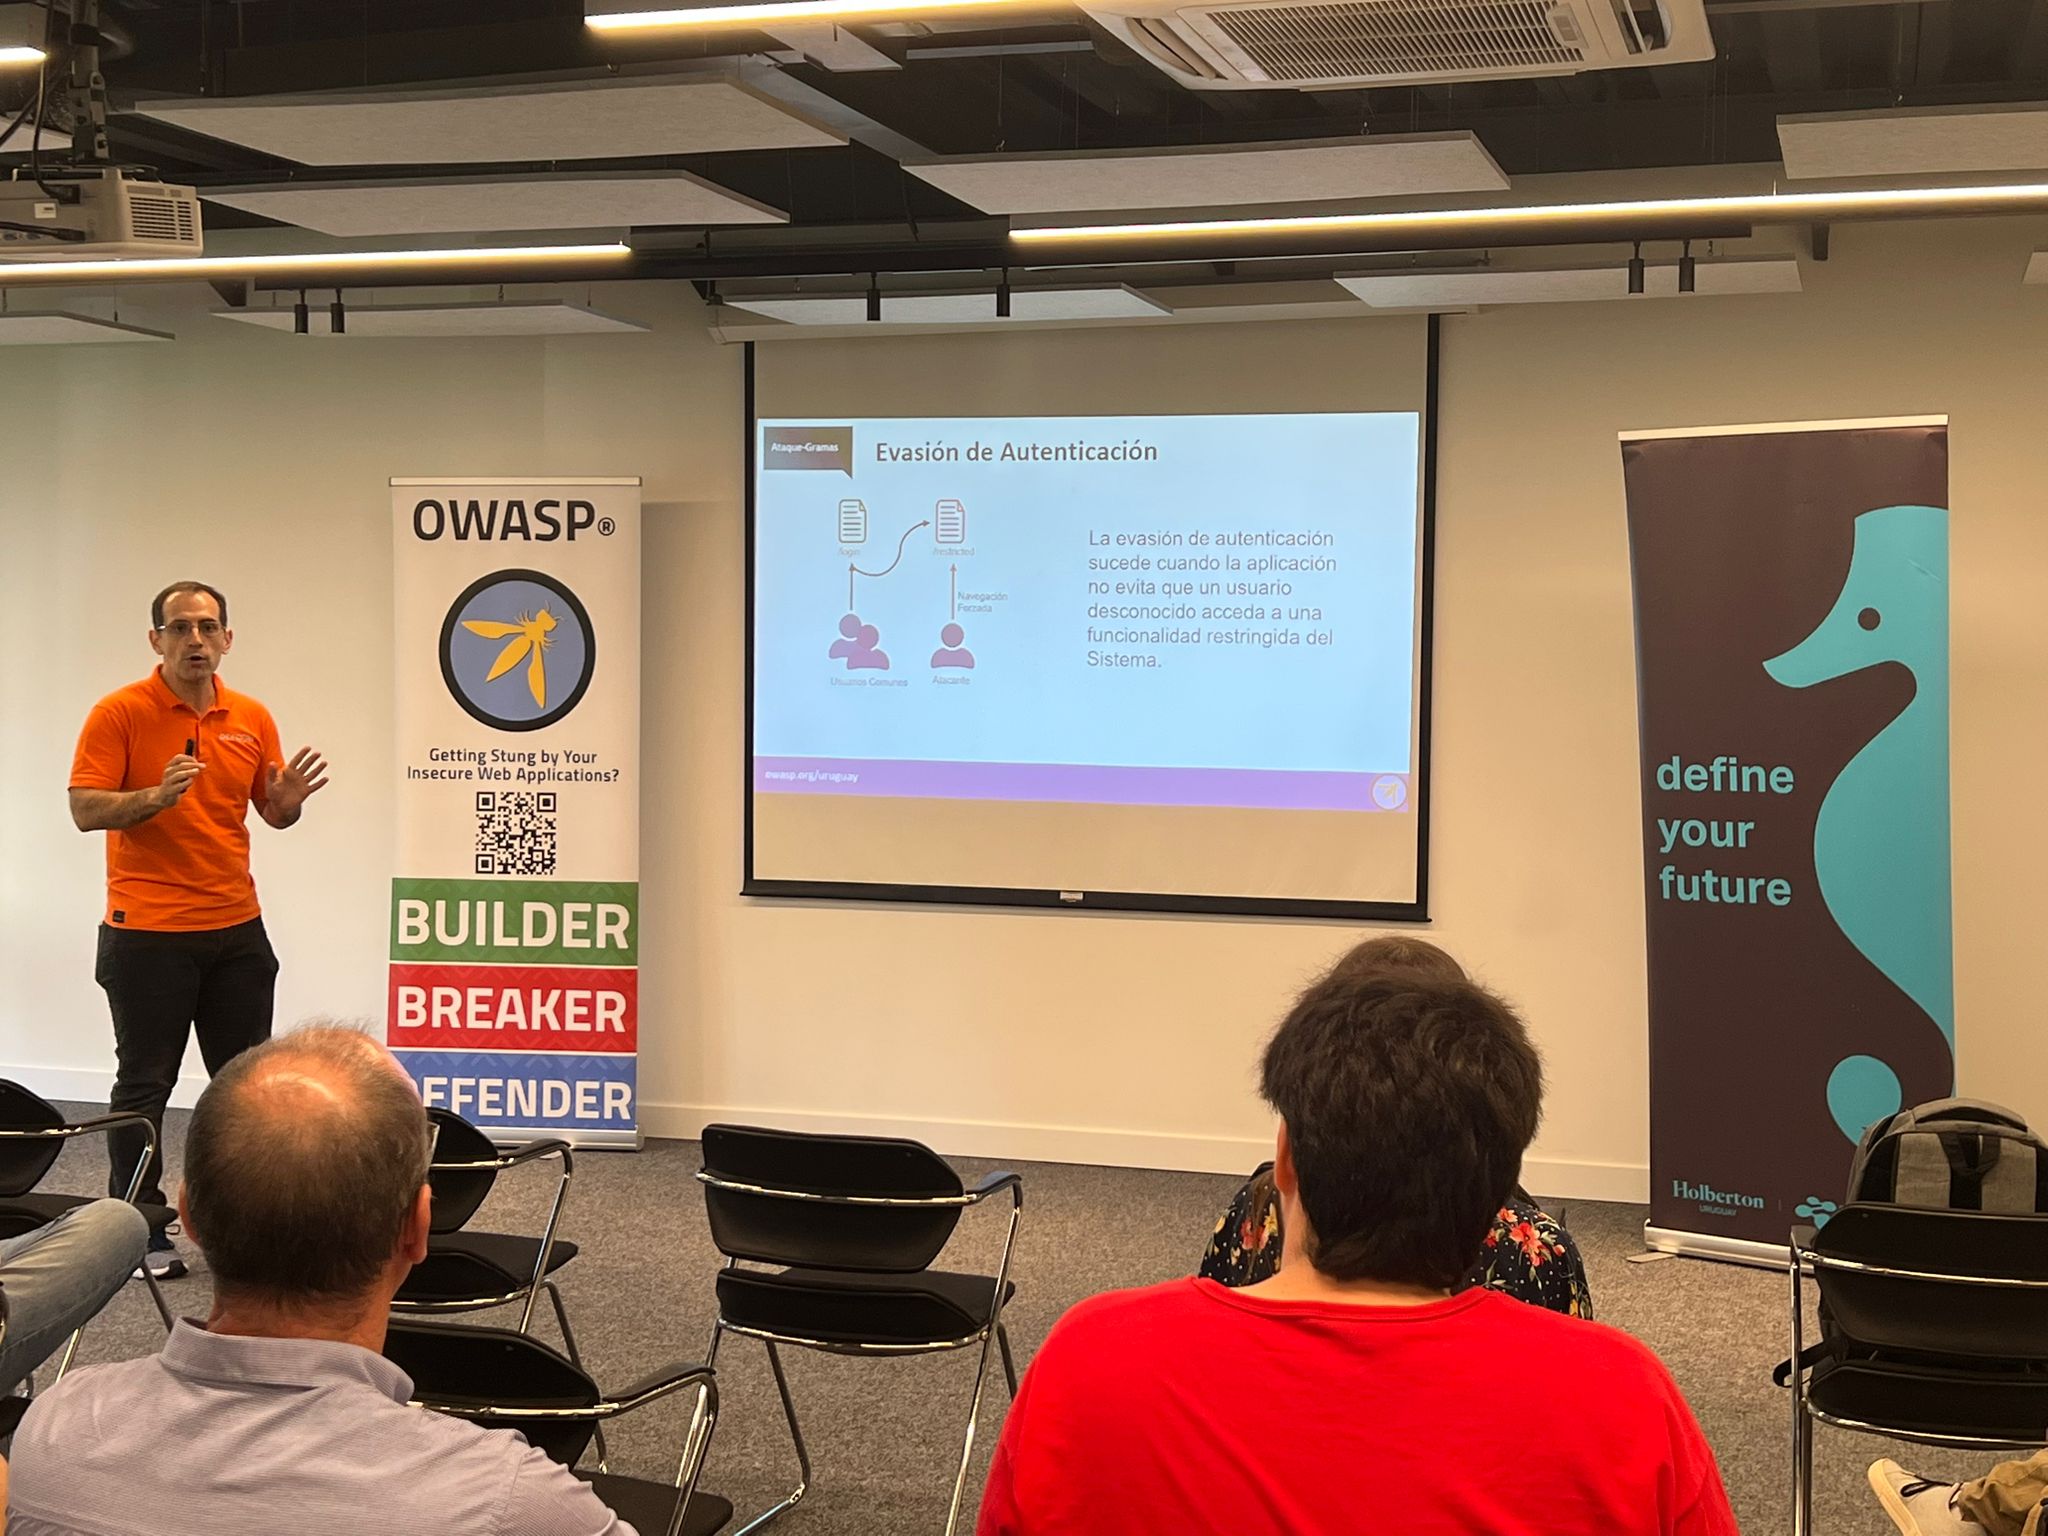 OWASP®
Getting Stung by Your
Insecure Web Applications?
BUILDER
BREAKER
DEFENDER
Ataque-Gramas
Evasión de Autenticación
/login
/restricted
Navegación
Forzada
Usuarios Comunes
Atacante
La evasión de autenticación
sucede cuando la aplicación
no evita que un usuario
desconocido acceda a una
funcionalidad restringida del
Sistema.
owasp.org/uruguay
define
your
future
Holberton
URUGUAY